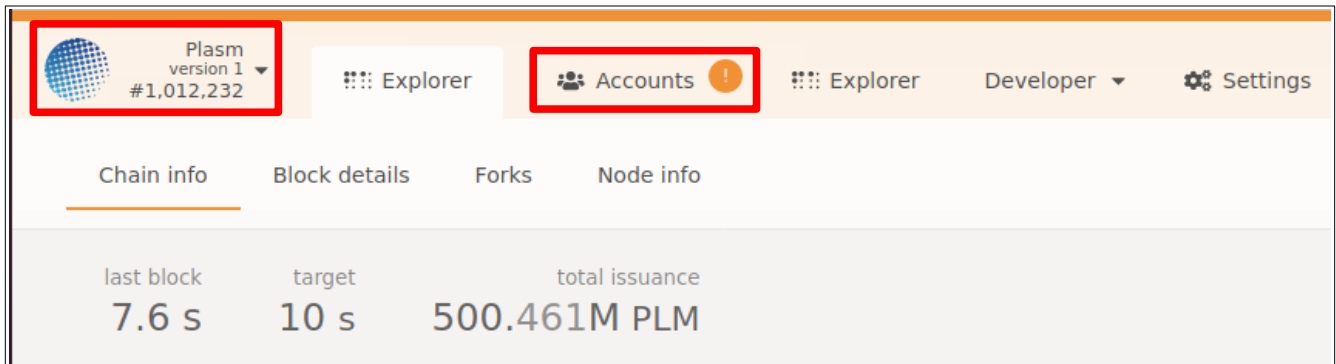 Plasm
version 1
#1,012,232
Explorer
Accounts !
Explorer
Developer
Settings
Chain info
Block details
Forks
Node info
last block
target
total issuance
7.6 s
10 s
500.461M PLM